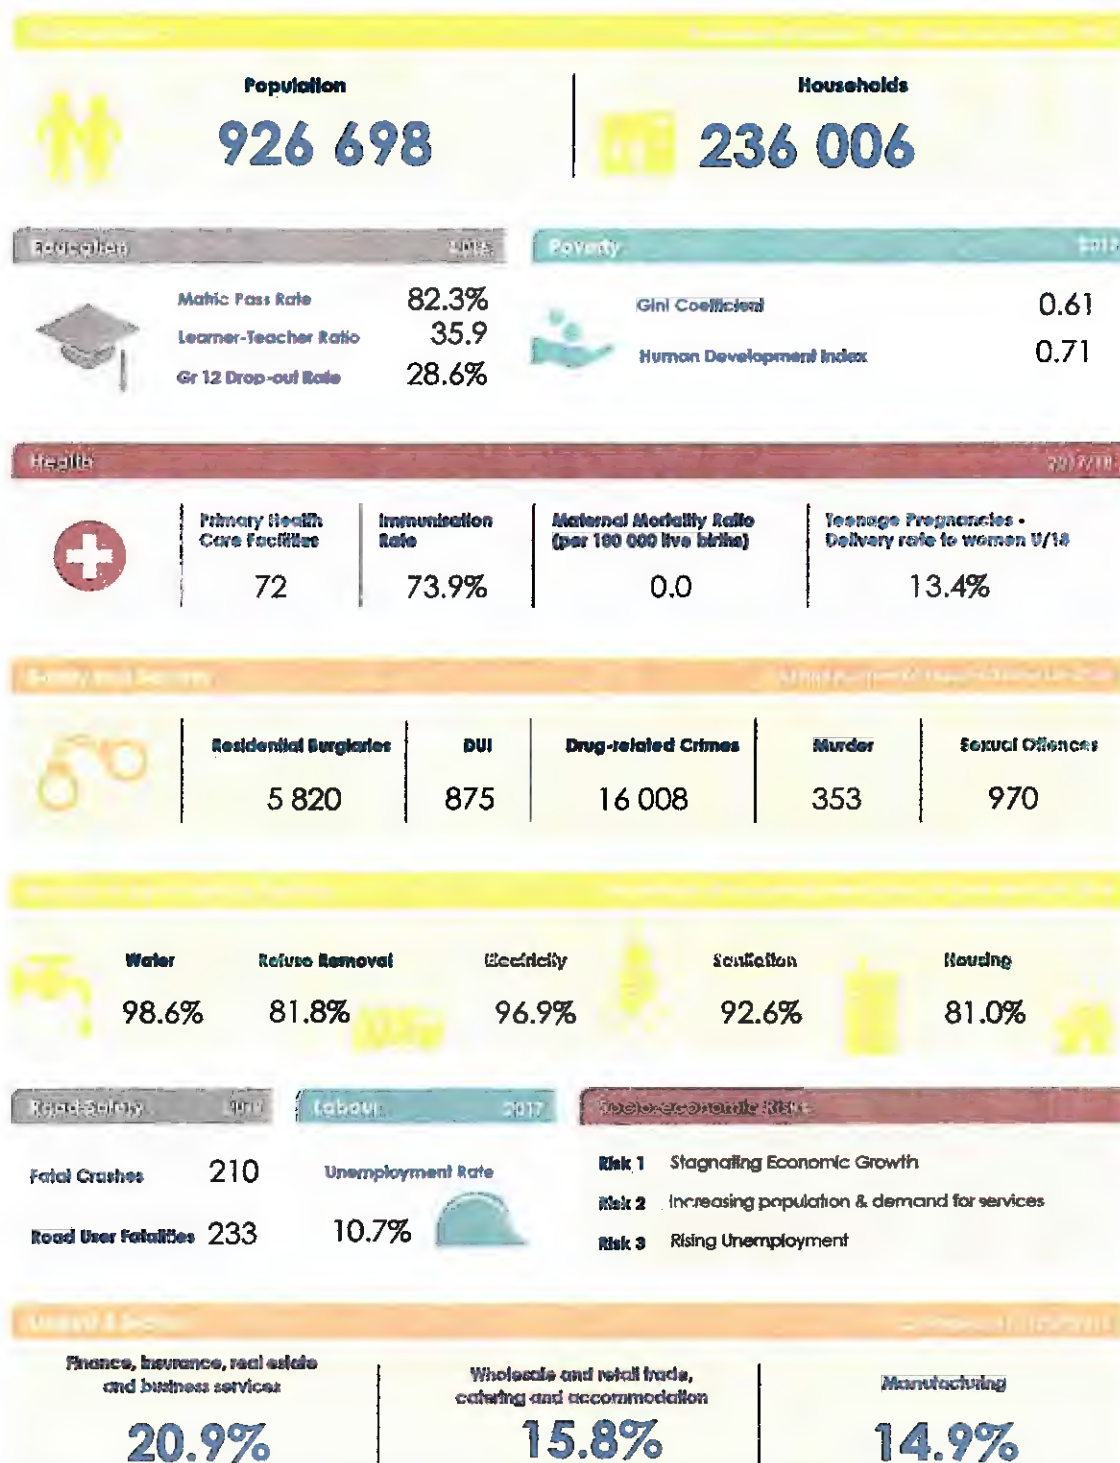 Population
Households
926 698
236 006
Education
Poverty
2017
Matric Pass Rate 82.3%
Learner-Teacher Ratio 35.9
Gr 12 Drop-out Rate 28.6%
Gini Coefficient 0.61
Human Development Index 0.71
Health 2017/18
Primary Health Care Facilities
Immunisation Rate
Maternal Mortality Ratio (per 100 000 live births)
Teenage Pregnancies - Delivery rate to women U/18
72
73.9%
0.0
13.4%
Safety and Security
Residential Burglaries
DUI
Drug-related Crimes
Murder
Sexual Offences
5 820
875
16 008
353
970
Water
Refuse Removal
Electricity
Sanitation
Housing
98.6%
81.8%
96.9%
92.6%
81.0%
Road Safety
Labour 2017
Socio-economic Risks
Fatal Crashes 210
Road User Fatalities 233
Unemployment Rate
10.7%
Risk 1 Stagnating Economic Growth
Risk 2 Increasing population & demand for services
Risk 3 Rising Unemployment
Finance, insurance, real estate
and business services
20.9%
Wholesale and retail trade,
catering and accommodation
15.8%
Manufacturing
14.9%